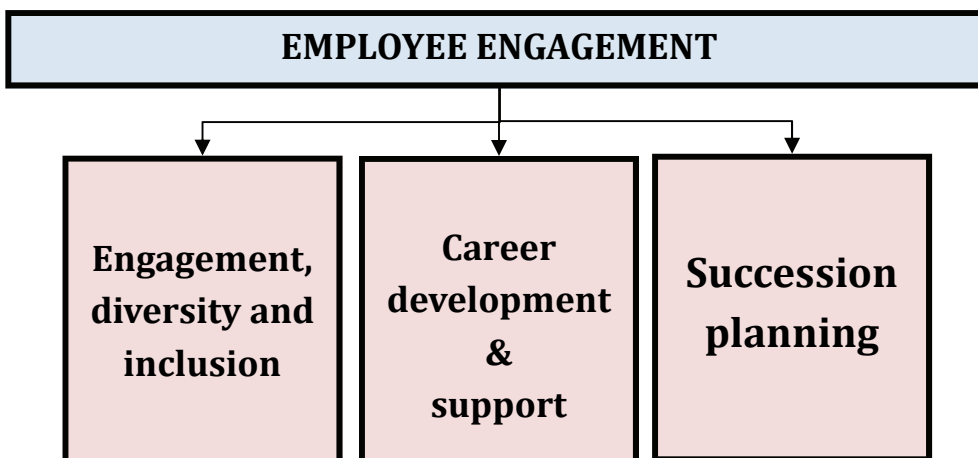 EMPLOYEE ENGAGEMENT
Engagement,
diversity and
inclusion
Career
development
&
support
Succession
planning